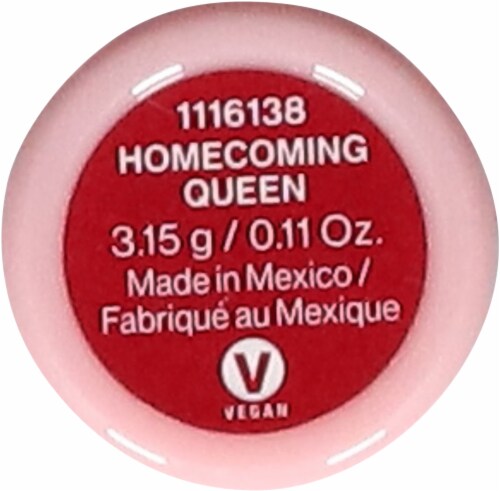 1116138
HOMECOMING
QUEEN
3.15 g / 0.11 Oz.
Made in Mexico /
Fabriqué au Mexique
V
VEGAN